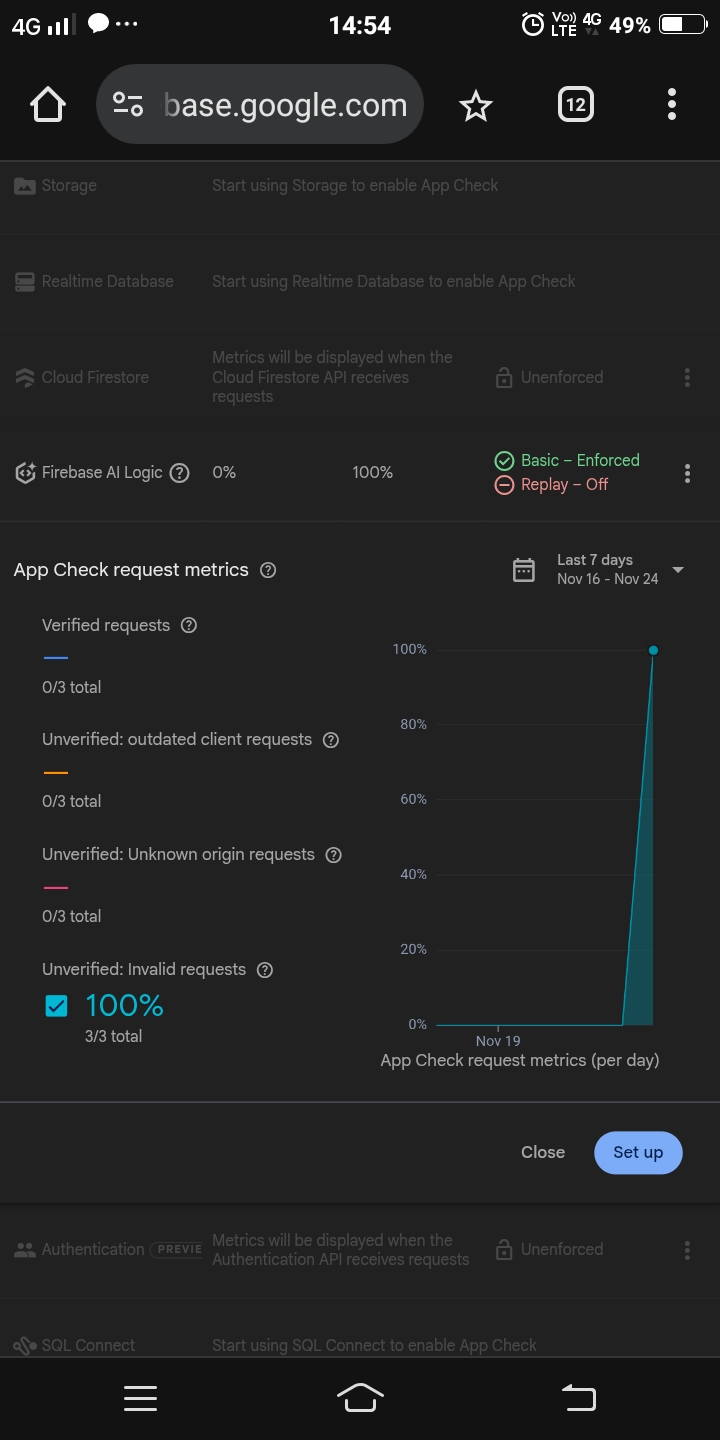 4G
14:54
Vo))
LTE
4G
49%
base.google.com
12
Storage
Start using Storage to enable App Check
Realtime Database
Start using Realtime Database to enable App Check
Cloud Firestore
Metrics will be displayed when the
Cloud Firestore API receives
requests
Unenforced
Firebase AI Logic
0%
100%
Basic – Enforced
Replay – Off
App Check request metrics
Last 7 days
Nov 16 - Nov 24
Verified requests
0/3 total
Unverified: outdated client requests
0/3 total
Unverified: Unknown origin requests
0/3 total
Unverified: Invalid requests
100%
3/3 total
100%
80%
60%
40%
20%
0%
Nov 19
App Check request metrics (per day)
Close
Set up
Authentication
PREVIE
Metrics will be displayed when the
Authentication API receives requests
Unenforced
SQL Connect
Start using SQL Connect to enable App Check